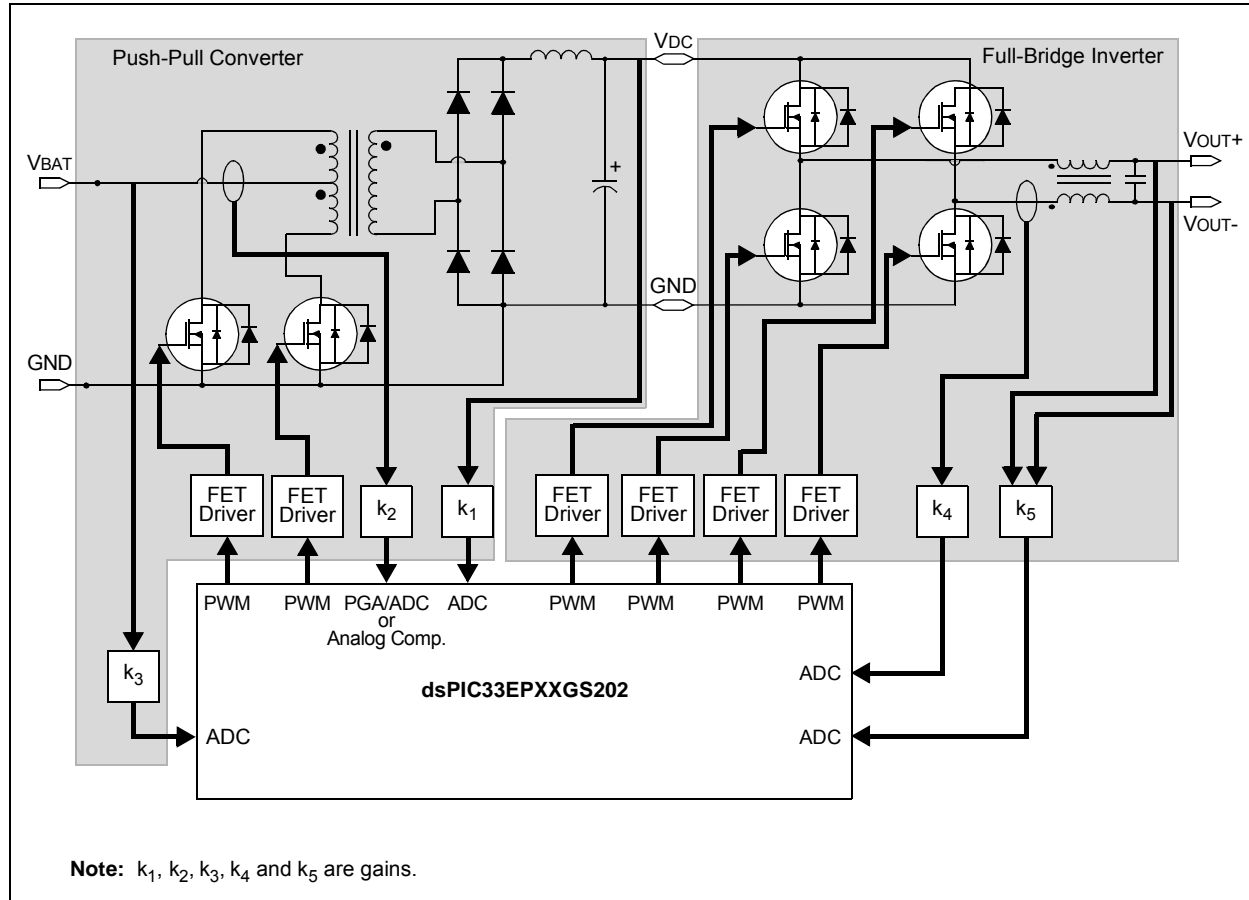 Push-Pull Converter
VDC
Full-Bridge Inverter
VBAT
VOUT+
VOUT-
+
GND
GND
FET
Driver
FET
Driver
k2
k1
FET
Driver
FET
Driver
FET
Driver
FET
Driver
k4
k5
PWM
PWM
PGA/ADC
or
Analog Comp.
ADC
PWM
PWM
PWM
PWM
k3
ADC
dsPIC33EPXXGS202
ADC
ADC
Note: k1, k2, k3, k4 and k5 are gains.